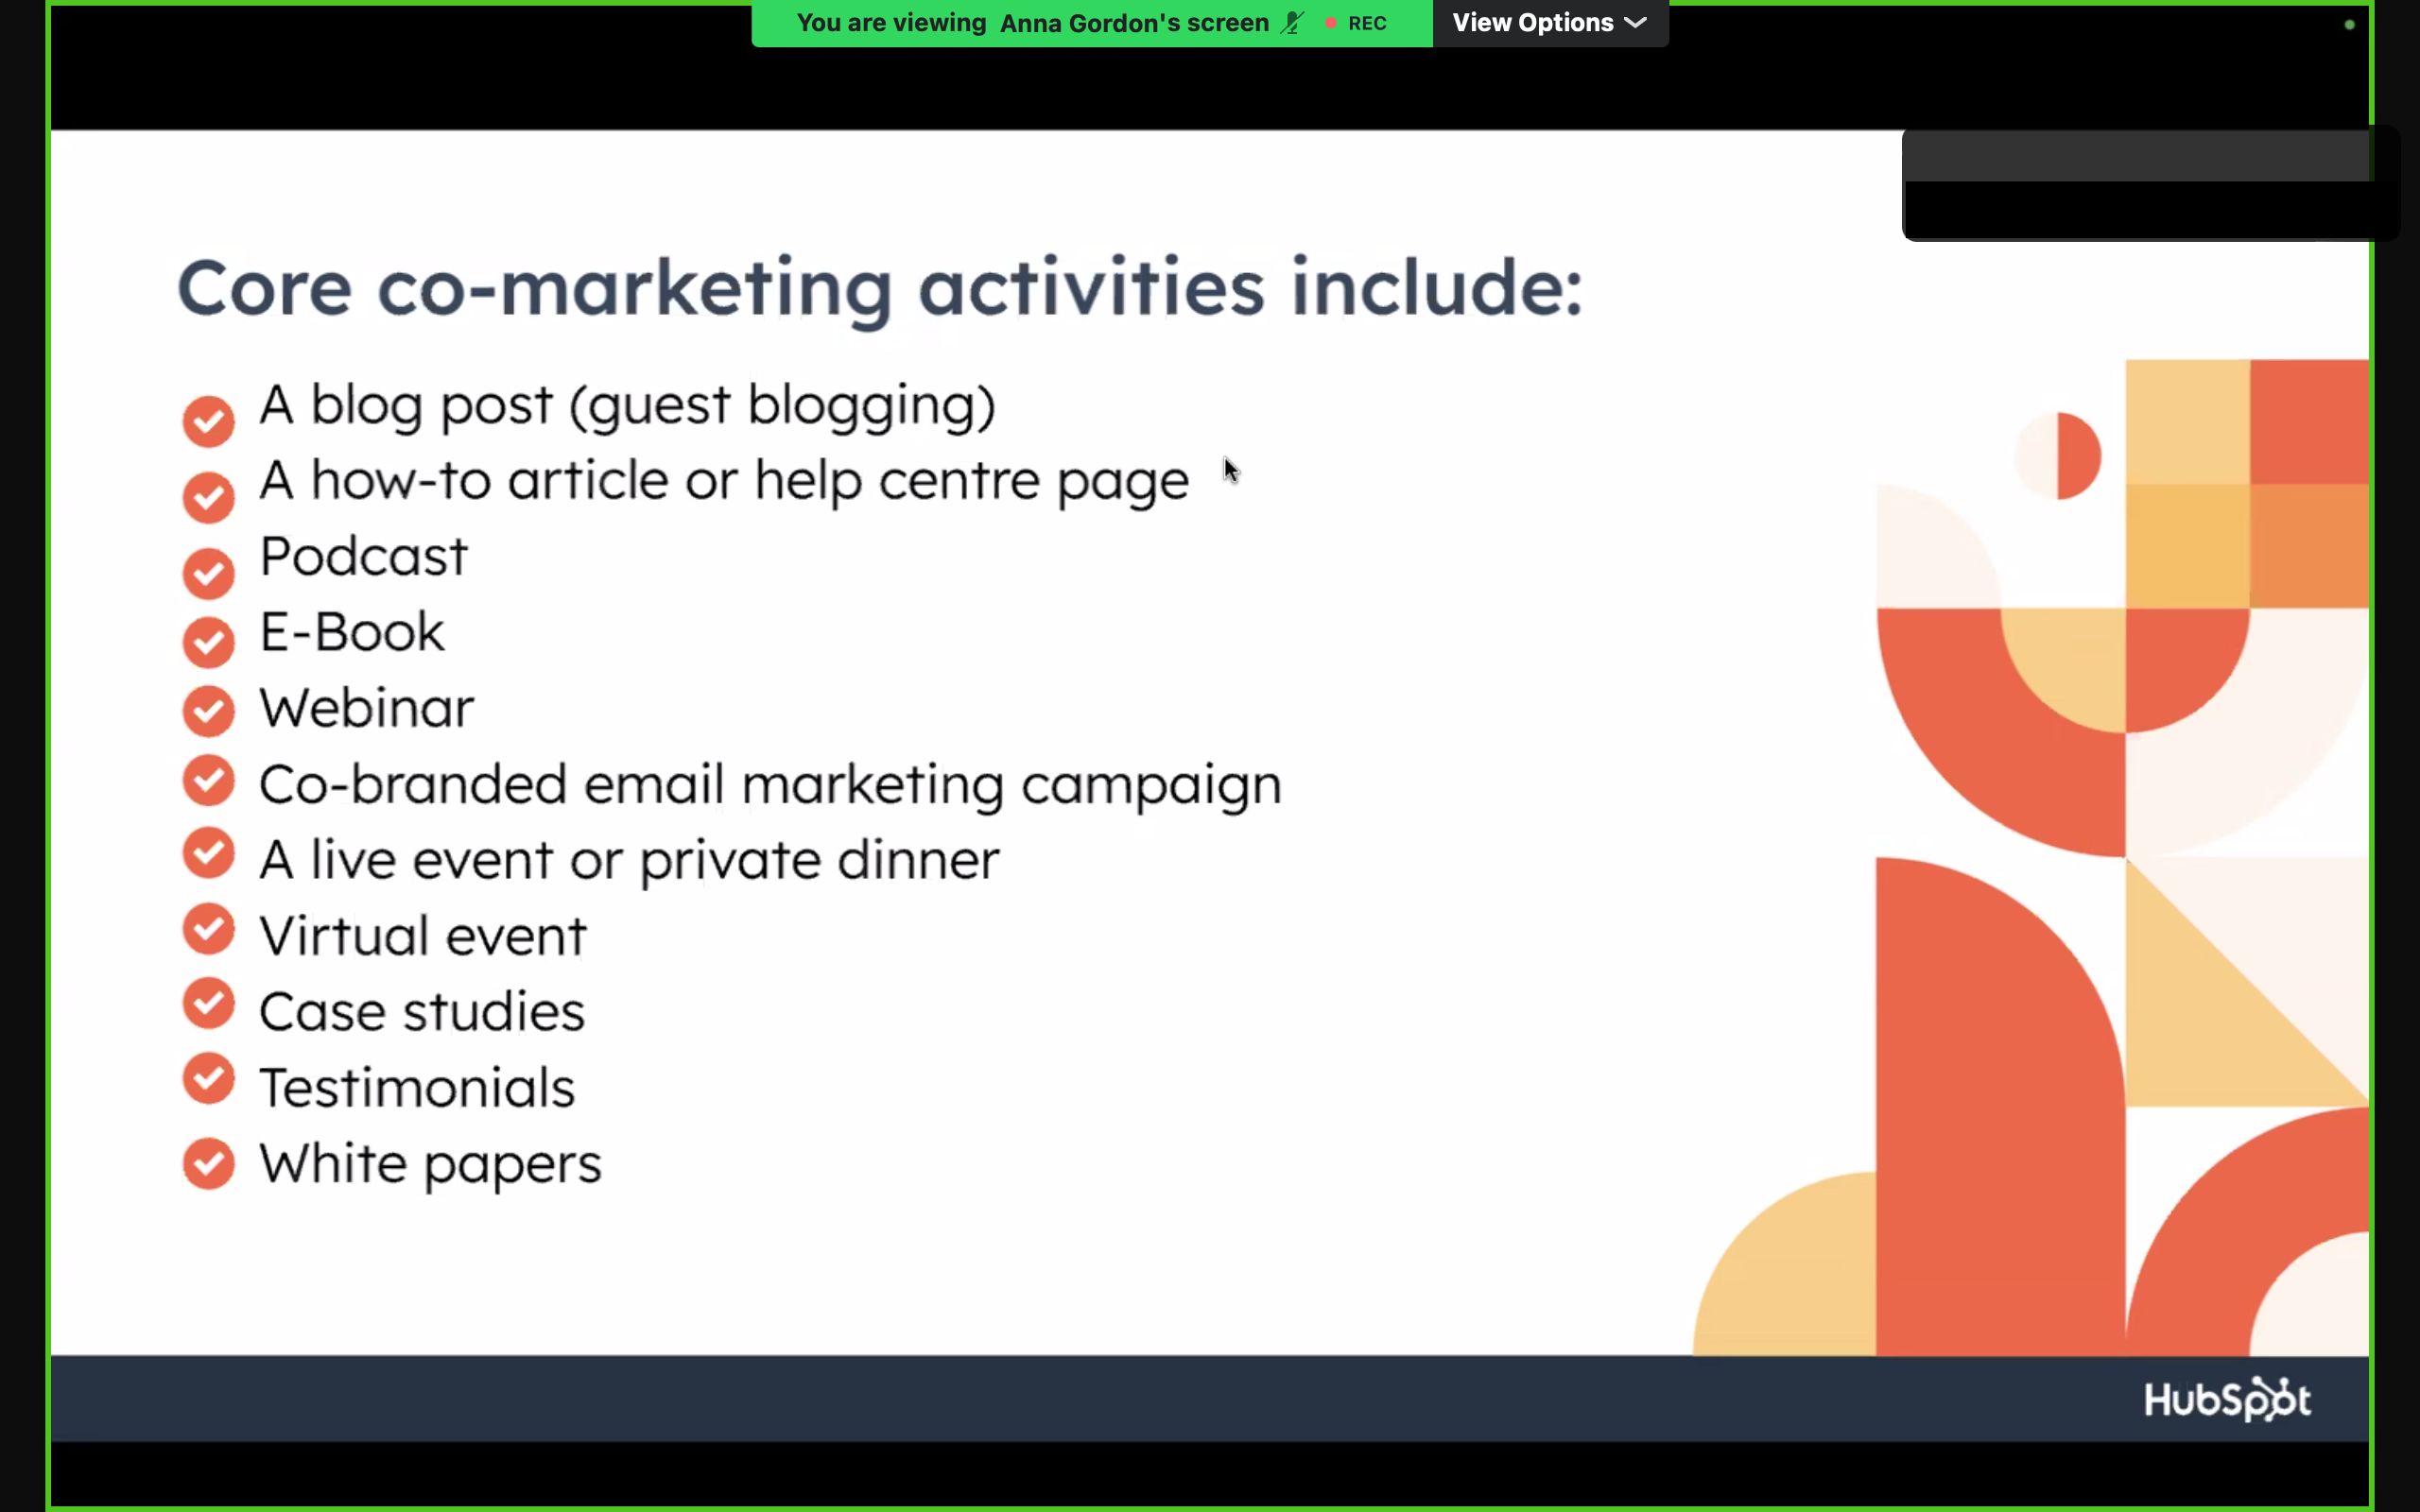 You are viewing Anna Gordon's screen REC View Options
Core co-marketing activities include:
A blog post (guest blogging)
A how-to article or help centre page
Podcast
E-Book
Webinar
Co-branded email marketing campaign
A live event or private dinner
Virtual event
Case studies
Testimonials
White papers
HubSpot